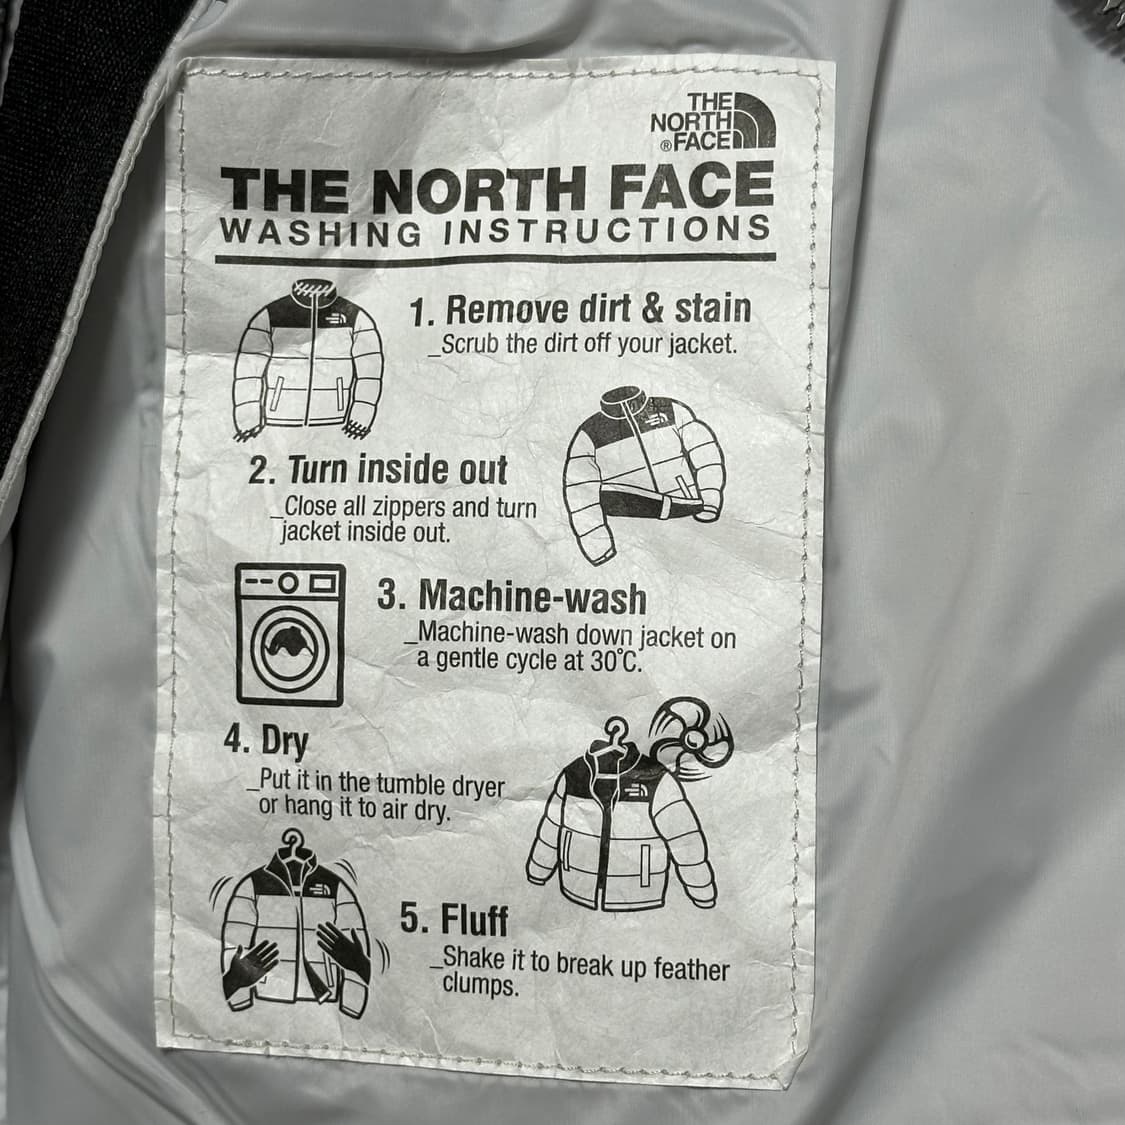 THE
NORTH
®FACE
THE NORTH FACE
WASHING INSTRUCTIONS
1. Remove dirt & stain
_Scrub the dirt off your jacket.
2. Turn inside out
_Close all zippers and turn
jacket inside out.
3. Machine-wash
_Machine-wash down jacket on
a gentle cycle at 30℃.
4. Dry
_Put it in the tumble dryer
or hang it to air dry.
5. Fluff
_Shake it to break up feather
clumps.